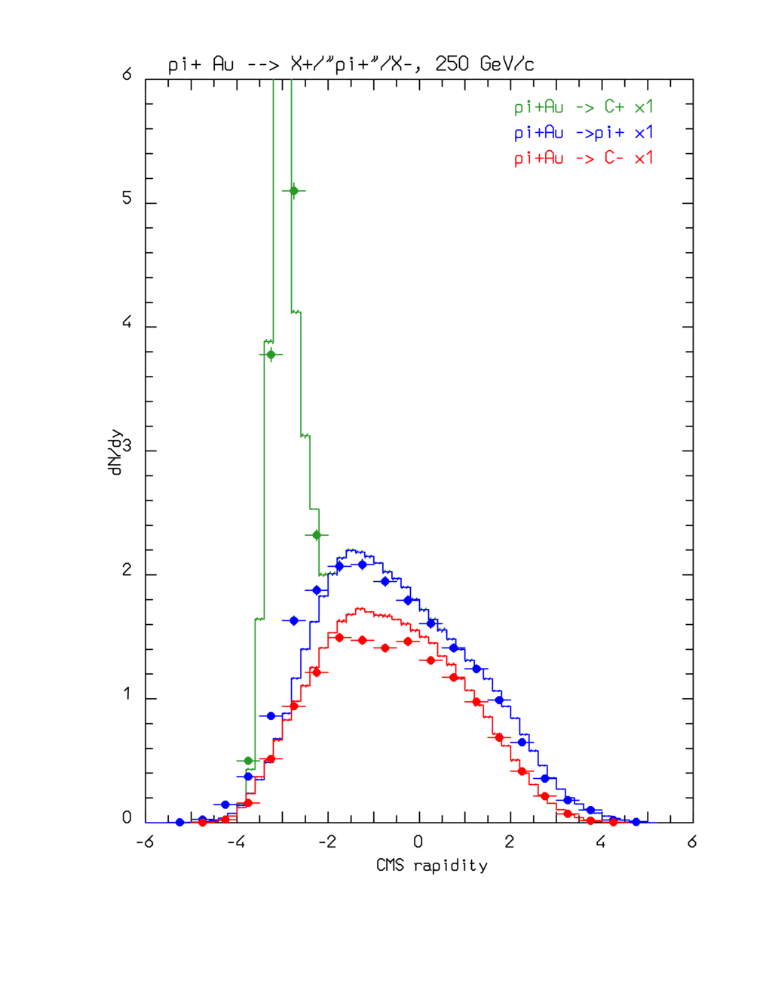 pi+ Au --> X+/"pi+"/X-, 250 GeV/c
6
pi+Au -> C+ x1
pi+Au ->pi+ x1
pi+Au -> C- x1
5
4
3
dN/dy
2
1
0
-6 -4 -2 0 2 4 6
CMS rapidity